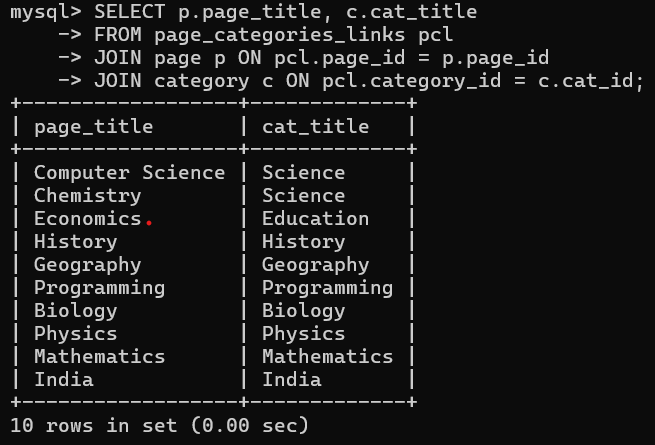 mysql> SELECT p.page_title, c.cat_title
    -> FROM page_categories_links pcl
    -> JOIN page p ON pcl.page_id = p.page_id
    -> JOIN category c ON pcl.category_id = c.cat_id;
+------------------+-------------+
| page_title       | cat_title   |
+------------------+-------------+
| Computer Science | Science     |
| Chemistry        | Science     |
| Economics.       | Education   |
| History          | History     |
| Geography        | Geography   |
| Programming      | Programming |
| Biology          | Biology     |
| Physics          | Physics     |
| Mathematics      | Mathematics |
| India            | India       |
+------------------+-------------+
10 rows in set (0.00 sec)